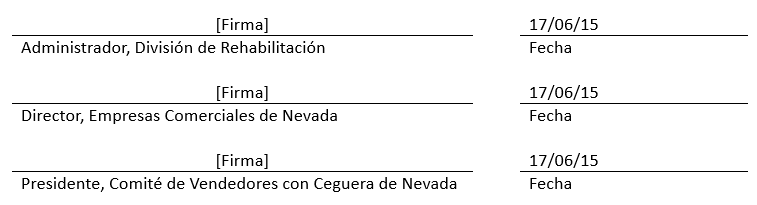 [Firma] 17/06/15
Administrador, División de Rehabilitación Fecha
[Firma] 17/06/15
Director, Empresas Comerciales de Nevada Fecha
[Firma] 17/06/15
Presidente, Comité de Vendedores con Ceguera de Nevada Fecha